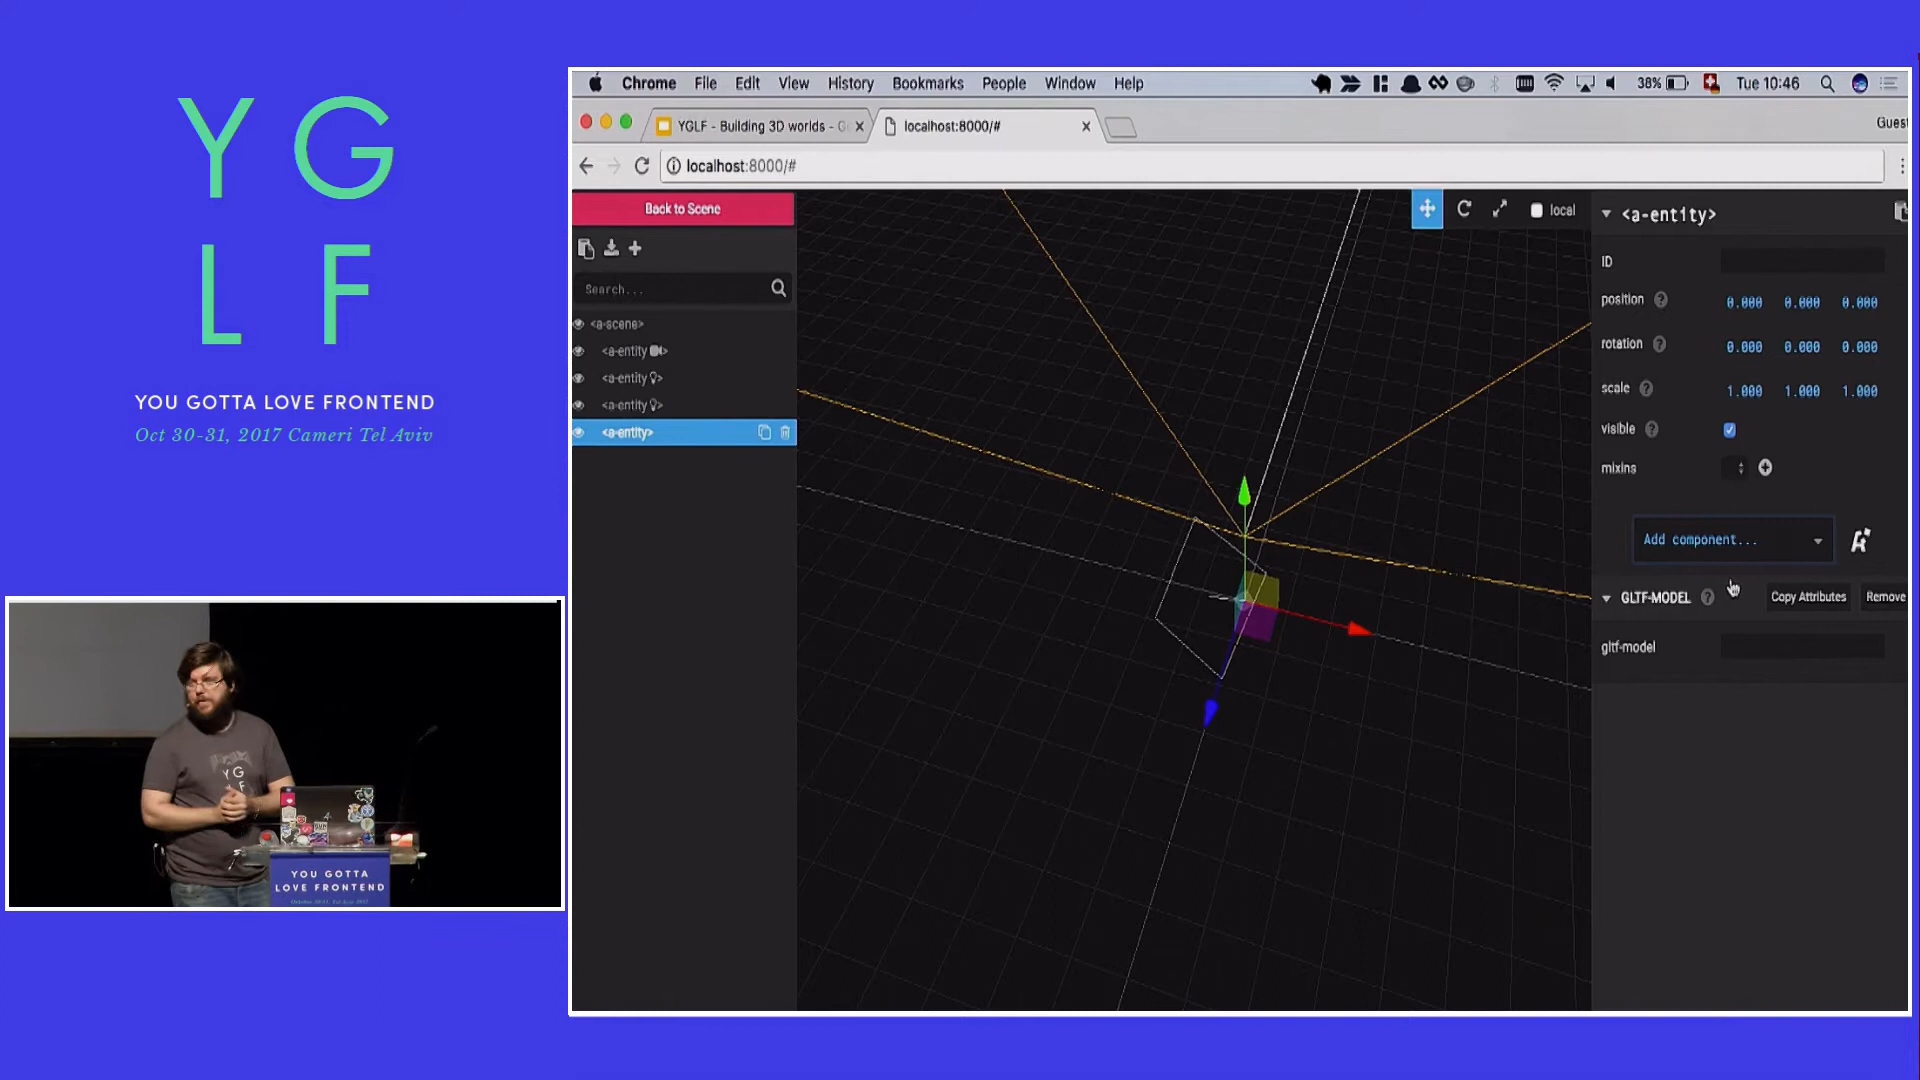 Y G
L F
YOU GOTTA LOVE FRONTEND
Oct 30-31, 2017 Cameri Tel Aviv
Y G
F
YOU GOTTA
LOVE FRONTEND
Chrome File Edit View History Bookmarks People Window Help 38% Tue 10:46
YGLF - Building 3D worlds - G
localhost:8000/#
Guest
localhost:8000/#
Back to Scene
Search...
<a-scene>
<a-entity >
<a-entity >
<a-entity >
<a-entity>
local
<a-entity>
ID
position 0.000 0.000 0.000
rotation 0.000 0.000 0.000
scale 1.000 1.000 1.000
visible
mixins
Add component...
GLTF-MODEL Copy Attributes Remove
gltf-model